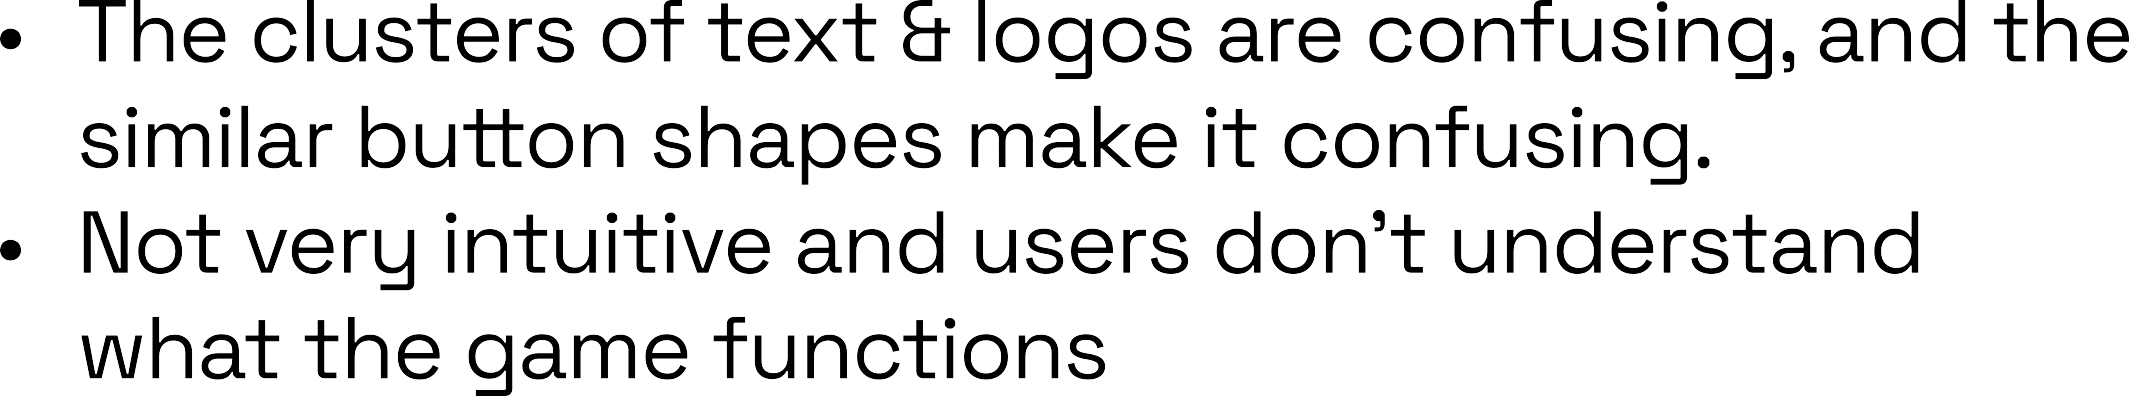 • The clusters of text & logos are confusing, and the
similar button shapes make it confusing.
• Not very intuitive and users don’t understand
what the game functions